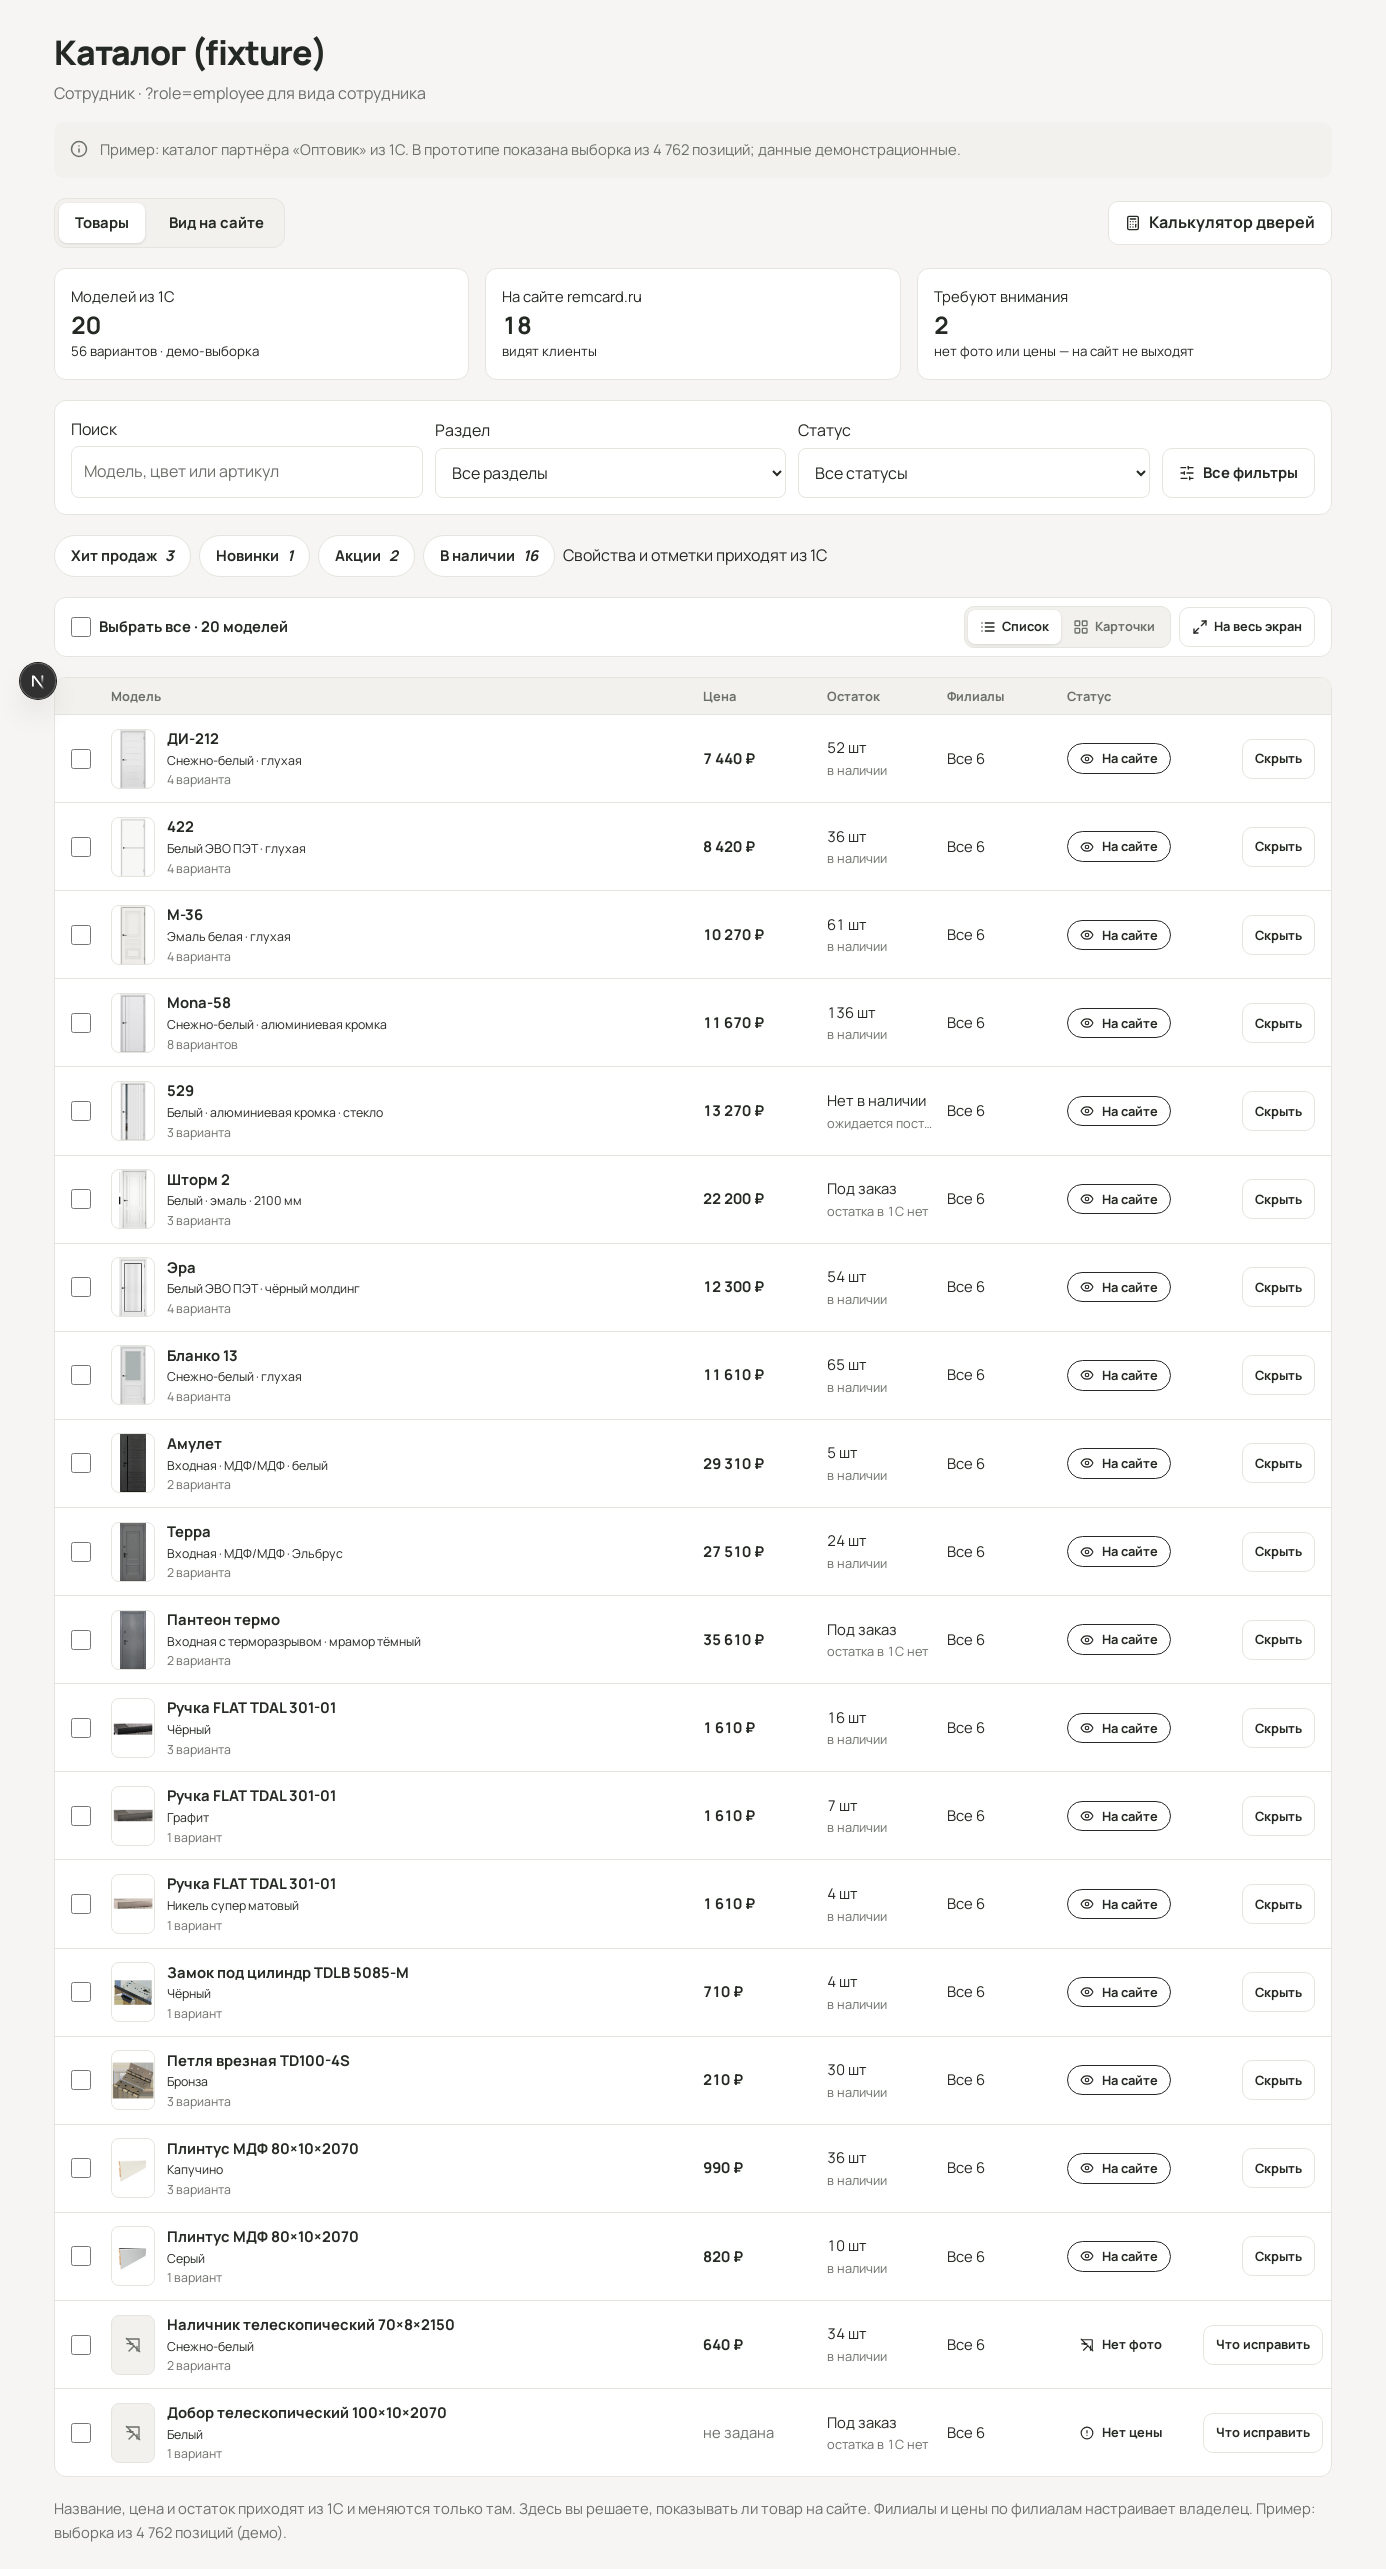 Каталог (fixture)
Сотрудник · ?role=employee для вида сотрудника
Пример: каталог партнёра «Оптовик» из 1С. В прототипе показана выборка из 4 762 позиций; данные демонстрационные.
Товары Вид на сайте Калькулятор дверей
Моделей из 1С
20
56 вариантов · демо-выборка
На сайте remcard.ru
18
видят клиенты
Требуют внимания
2
нет фото или цены — на сайт не выходят
Поиск Раздел Статус
Модель, цвет или артикул Все разделы Все статусы Все фильтры
Хит продаж 3 Новинки 1 Акции 2 В наличии 16 Свойства и отметки приходят из 1С
Выбрать все · 20 моделей Список Карточки На весь экран
N
Модель Цена Остаток Филиалы Статус
ДИ-212
Снежно-белый · глухая
4 варианта
7 440 ₽
52 шт
в наличии
Все 6 На сайте Скрыть
422
Белый ЭВО ПЭТ · глухая
4 варианта
8 420 ₽
36 шт
в наличии
Все 6 На сайте Скрыть
М-36
Эмаль белая · глухая
4 варианта
10 270 ₽
61 шт
в наличии
Все 6 На сайте Скрыть
Mona-58
Снежно-белый · алюминиевая кромка
8 вариантов
11 670 ₽
136 шт
в наличии
Все 6 На сайте Скрыть
529
Белый · алюминиевая кромка · стекло
3 варианта
13 270 ₽
Нет в наличии
ожидается пост…
Все 6 На сайте Скрыть
Шторм 2
Белый · эмаль · 2100 мм
3 варианта
22 200 ₽
Под заказ
остатка в 1С нет
Все 6 На сайте Скрыть
Эра
Белый ЭВО ПЭТ · чёрный молдинг
4 варианта
12 300 ₽
54 шт
в наличии
Все 6 На сайте Скрыть
Бланко 13
Снежно-белый · глухая
4 варианта
11 610 ₽
65 шт
в наличии
Все 6 На сайте Скрыть
Амулет
Входная · МДФ/МДФ · белый
2 варианта
29 310 ₽
5 шт
в наличии
Все 6 На сайте Скрыть
Терра
Входная · МДФ/МДФ · Эльбрус
2 варианта
27 510 ₽
24 шт
в наличии
Все 6 На сайте Скрыть
Пантеон термо
Входная с терморазрывом · мрамор тёмный
2 варианта
35 610 ₽
Под заказ
остатка в 1С нет
Все 6 На сайте Скрыть
Ручка FLAT TDAL 301-01
Чёрный
3 варианта
1 610 ₽
16 шт
в наличии
Все 6 На сайте Скрыть
Ручка FLAT TDAL 301-01
Графит
1 вариант
1 610 ₽
7 шт
в наличии
Все 6 На сайте Скрыть
Ручка FLAT TDAL 301-01
Никель супер матовый
1 вариант
1 610 ₽
4 шт
в наличии
Все 6 На сайте Скрыть
Замок под цилиндр TDLB 5085-M
Чёрный
1 вариант
710 ₽
4 шт
в наличии
Все 6 На сайте Скрыть
Петля врезная TD100-4S
Бронза
3 варианта
210 ₽
30 шт
в наличии
Все 6 На сайте Скрыть
Плинтус МДФ 80×10×2070
Капучино
3 варианта
990 ₽
36 шт
в наличии
Все 6 На сайте Скрыть
Плинтус МДФ 80×10×2070
Серый
1 вариант
820 ₽
10 шт
в наличии
Все 6 На сайте Скрыть
Наличник телескопический 70×8×2150
Снежно-белый
2 варианта
640 ₽
34 шт
в наличии
Все 6 Нет фото Что исправить
Добор телескопический 100×10×2070
Белый
1 вариант
не задана
Под заказ
остатка в 1С нет
Все 6 Нет цены Что исправить
Название, цена и остаток приходят из 1С и меняются только там. Здесь вы решаете, показывать ли товар на сайте. Филиалы и цены по филиалам настраивает владелец. Пример:
выборка из 4 762 позиций (демо).